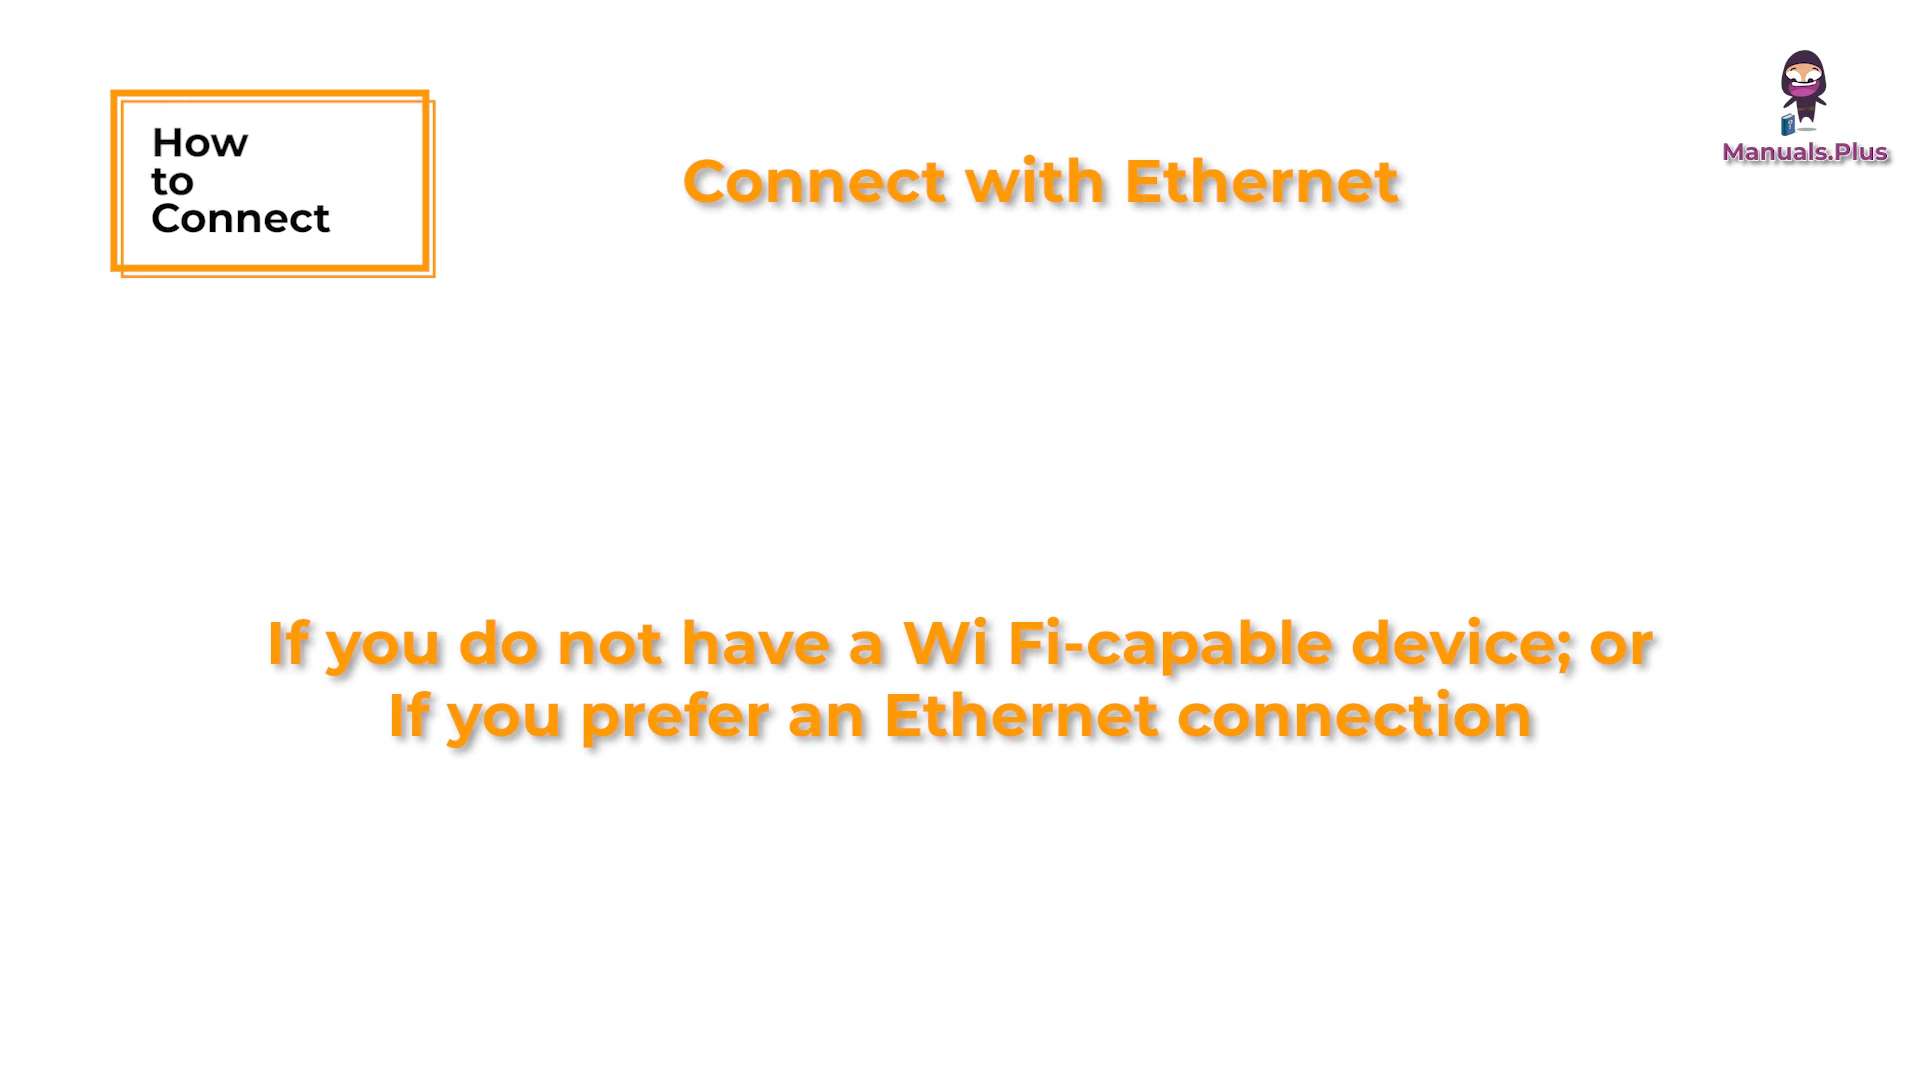 How
to
Connect
Connect with Ethernet
Manuals.Plus
If you do not have a Wi Fi-capable device; or
If you prefer an Ethernet connection